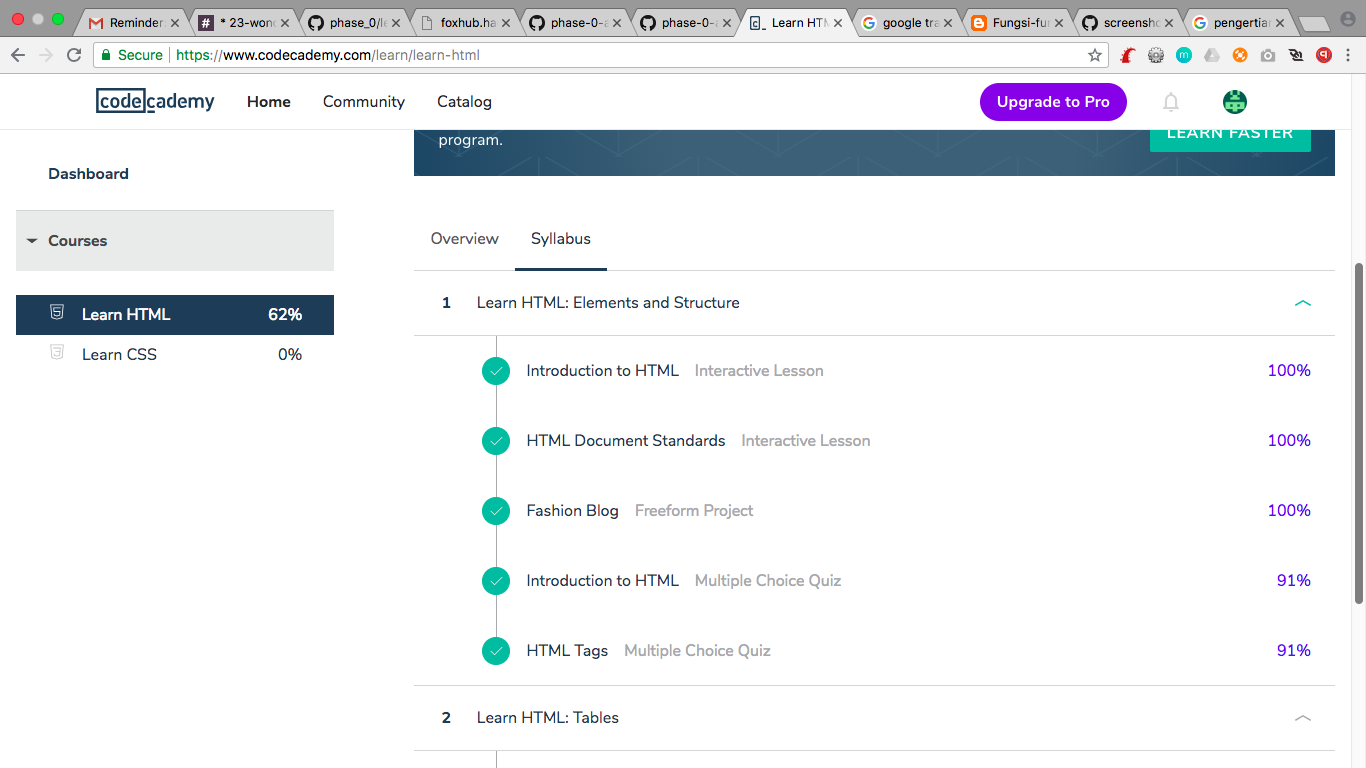 Reminder:
* 23-won
phase_0/le
foxhub.ha
phase-0-a
phase-0-a
Learn HTM
google tra
Fungsi-fu
screensho
pengertian
Secure https://www.codecademy.com/learn/learn-html
codecademy Home Community Catalog Upgrade to Pro
program. LEARN FASTER
Dashboard
Courses
Learn HTML 62%
Learn CSS 0%
Overview Syllabus
1 Learn HTML: Elements and Structure
Introduction to HTML Interactive Lesson 100%
HTML Document Standards Interactive Lesson 100%
Fashion Blog Freeform Project 100%
Introduction to HTML Multiple Choice Quiz 91%
HTML Tags Multiple Choice Quiz 91%
2 Learn HTML: Tables